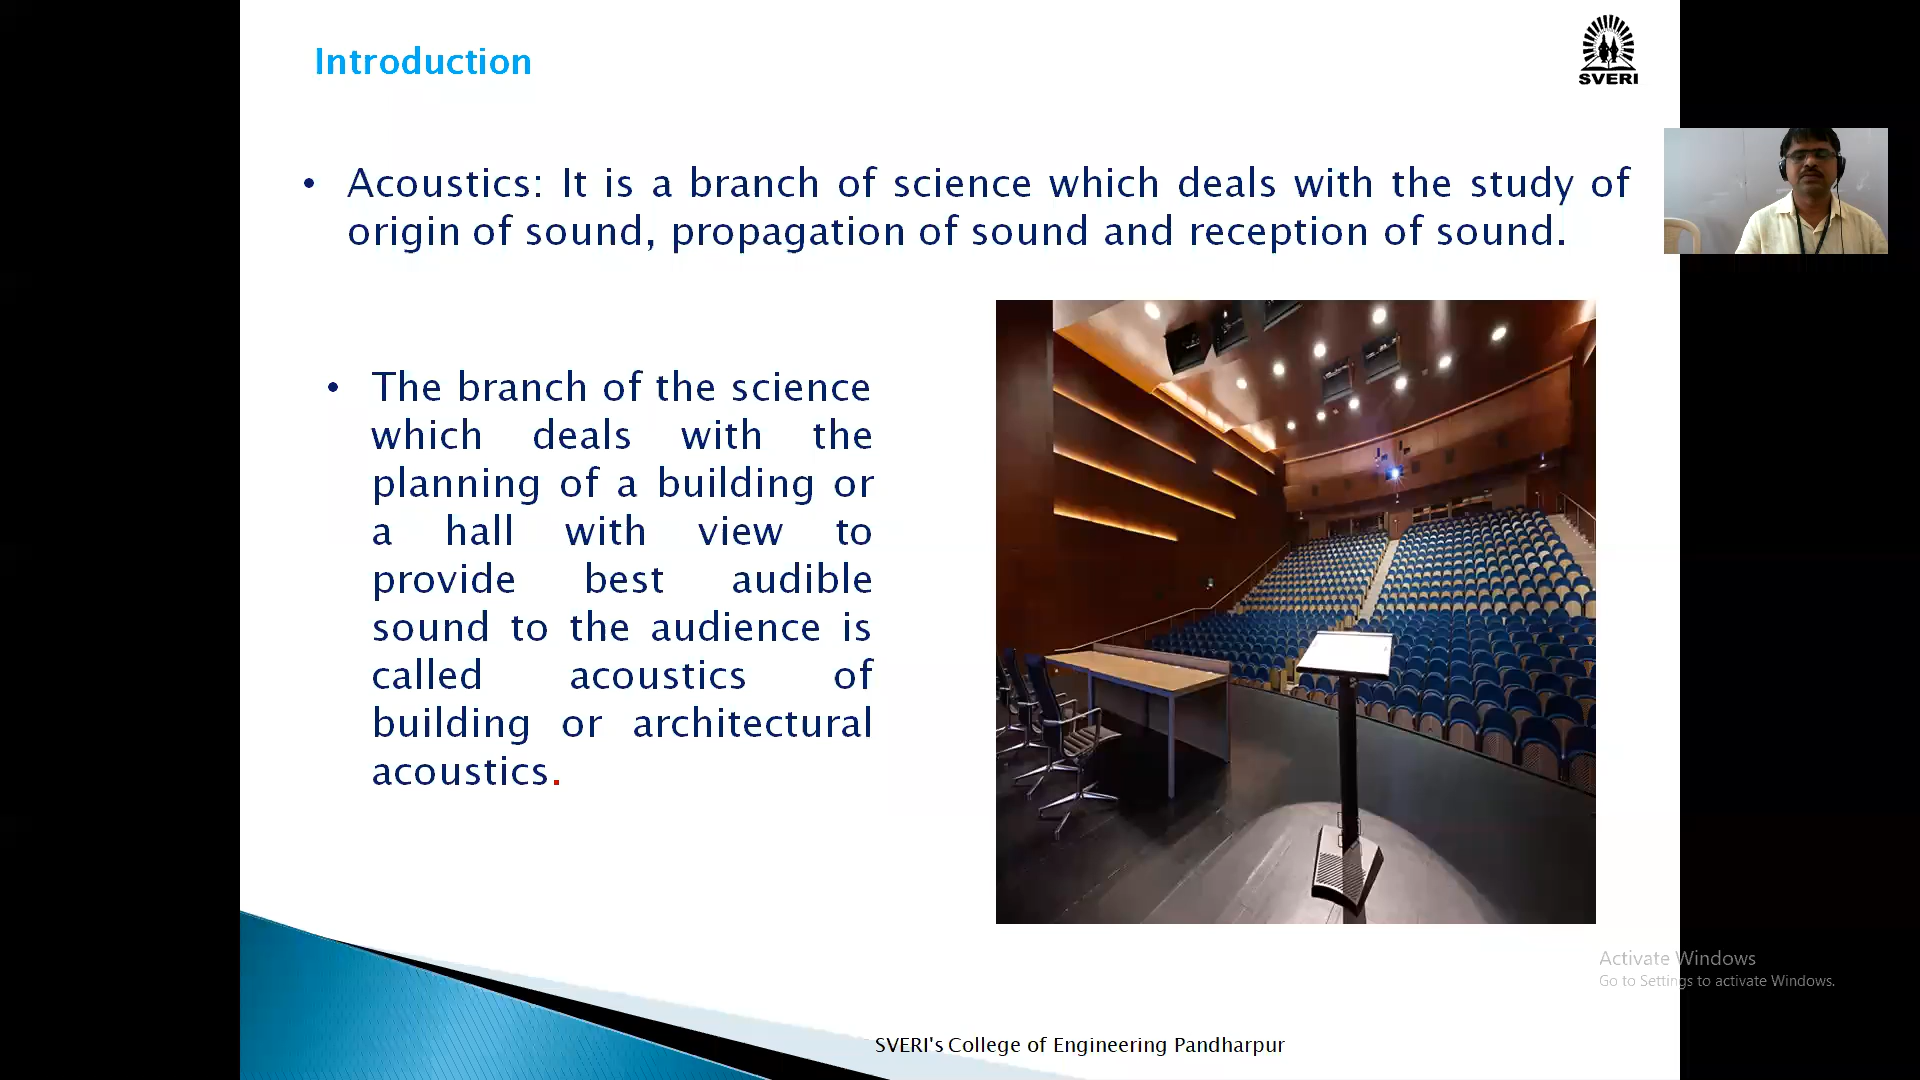 Introduction
SVERI
• Acoustics: It is a branch of science which deals with the study of
origin of sound, propagation of sound and reception of sound.
• The branch of the science
which deals with the
planning of a building or
a hall with view to
provide best audible
sound to the audience is
called acoustics of
building or architectural
acoustics.
Activate Windows
Go to Settings to activate Windows.
SVERI's College of Engineering Pandharpur